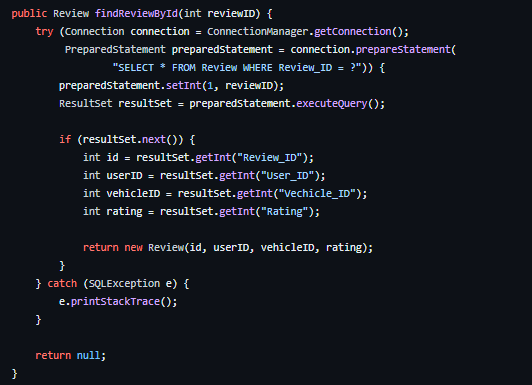 public Review findReviewById(int reviewID) {
    try (Connection connection = ConnectionManager.getConnection();
         PreparedStatement preparedStatement = connection.prepareStatement(
                 "SELECT * FROM Review WHERE Review_ID = ?")) {
        preparedStatement.setInt(1, reviewID);
        ResultSet resultSet = preparedStatement.executeQuery();

        if (resultSet.next()) {
            int id = resultSet.getInt("Review_ID");
            int userID = resultSet.getInt("User_ID");
            int vehicleID = resultSet.getInt("Vechicle_ID");
            int rating = resultSet.getInt("Rating");

            return new Review(id, userID, vehicleID, rating);
        }
    } catch (SQLException e) {
        e.printStackTrace();
    }

    return null;
}